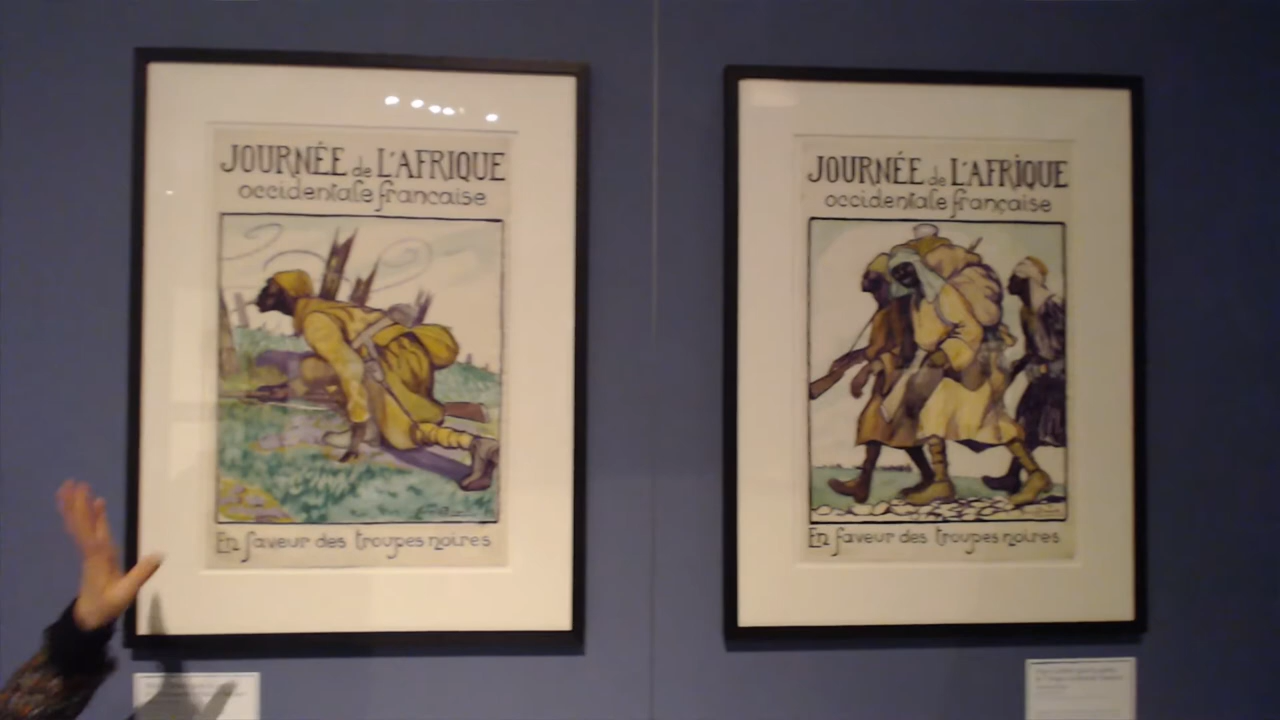 JOURNÉE de L'AFRIQUE
occidentale française
En faveur des troupes noires
JOURNÉE de L'AFRIQUE
occidentale française
En faveur des troupes noires